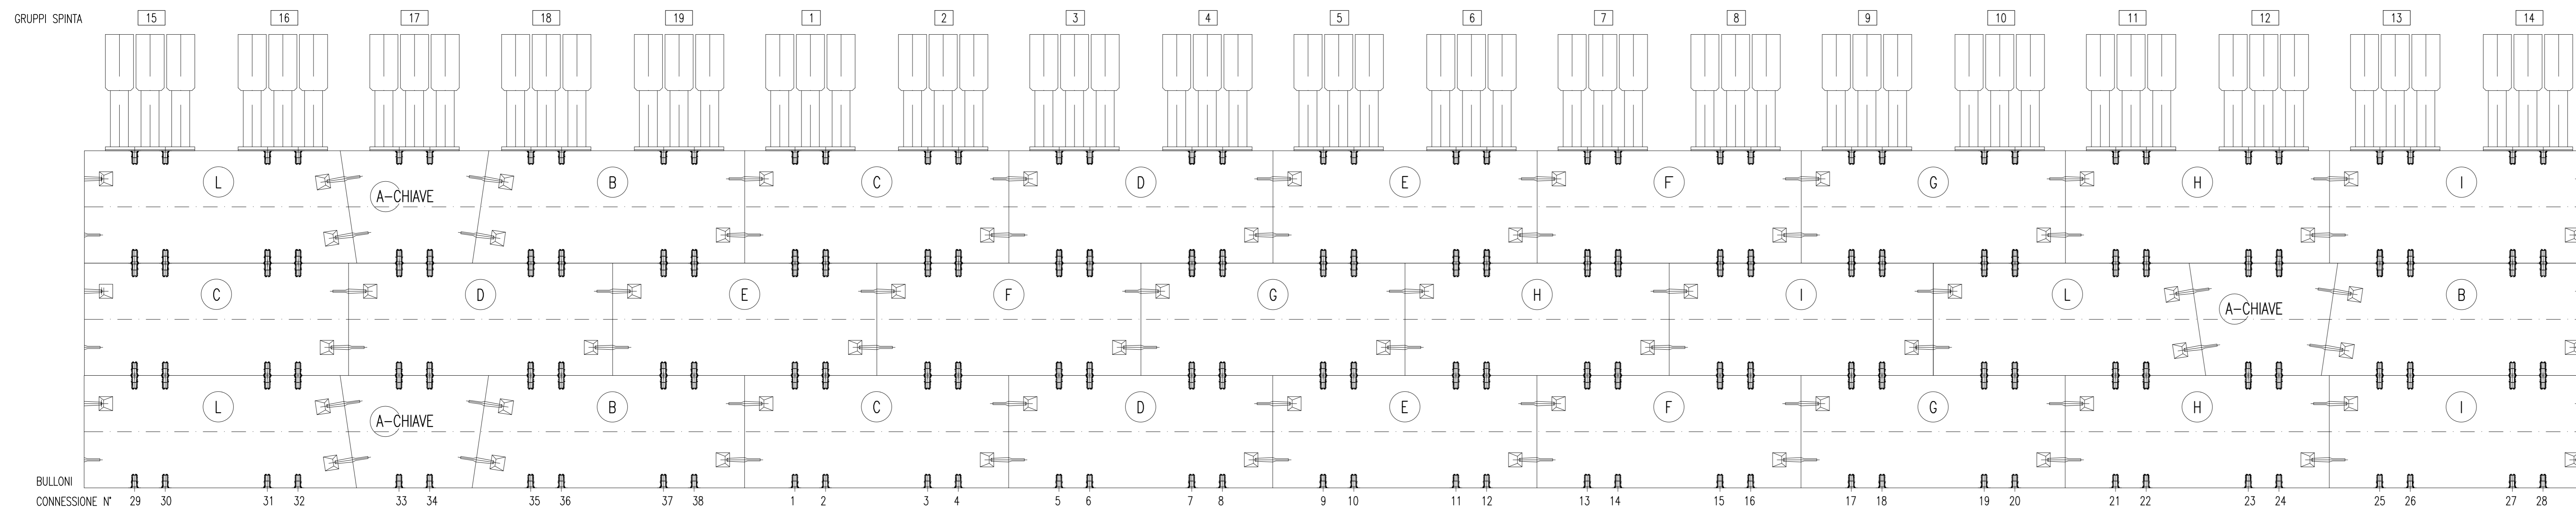 GRUPPI SPINTA 15 16 17 18 19 1 2 3 4 5 6 7 8 9 10 11 12 13 14
L A-CHIAVE B C D E F G H I
C D E F G H I L A-CHIAVE B
L A-CHIAVE B C D E F G H I
BULLONI
CONNESSIONE N° 29 30 31 32 33 34 35 36 37 38 1 2 3 4 5 6 7 8 9 10 11 12 13 14 15 16 17 18 19 20 21 22 23 24 25 26 27 28